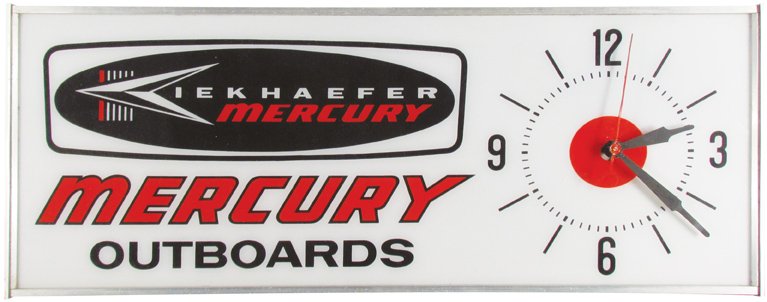 KIEKHAEFER
MERCURY
MERCURY
OUTBOARDS
12
3
6
9